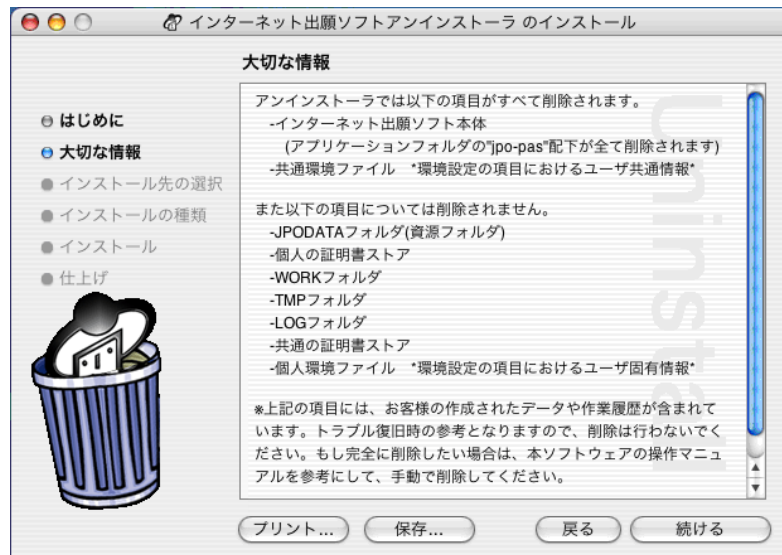 インターネット出願ソフトアンインストーラ のインストール
大切な情報
はじめに
大切な情報
インストール先の選択
インストールの種類
インストール
仕上げ
アンインストーラでは以下の項目がすべて削除されます。
-インターネット出願ソフト本体
(アプリケーションフォルダの"jpo-pas"配下が全て削除されます)
-共通環境ファイル *環境設定の項目におけるユーザ共通情報*
また以下の項目については削除されません。
-JPODATAフォルダ(資源フォルダ)
-個人の証明書ストア
-WORKフォルダ
-TMPフォルダ
-LOGフォルダ
-共通の証明書ストア
-個人環境ファイル *環境設定の項目におけるユーザ固有情報*
※上記の項目には、お客様の作成されたデータや作業履歴が含まれて
います。トラブル復旧時の参考となりますので、削除は行わないでく
ださい。もし完全に削除したい場合は、本ソフトウェアの操作マニュ
アルを参考にして、手動で削除してください。
Uninstall
プリント...
保存...
戻る
続ける